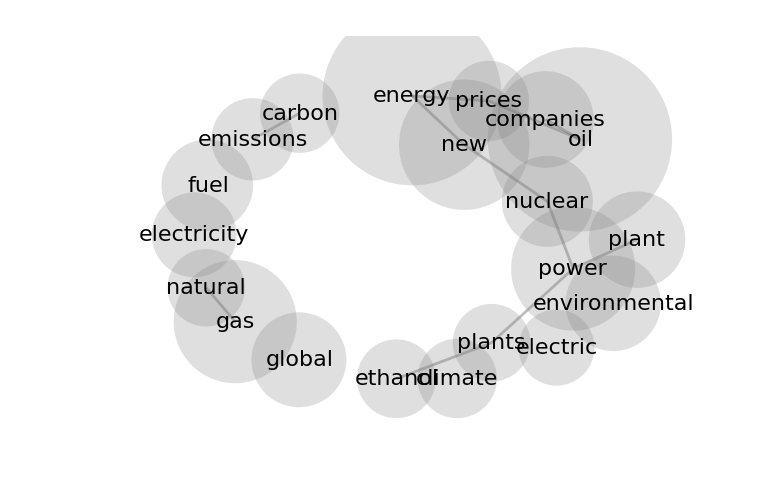 energy
prices
carbon
companies
emissions
new
oil
fuel
nuclear
electricity
plant
power
natural
environmental
gas
plants
electric
global
ethanol
climate